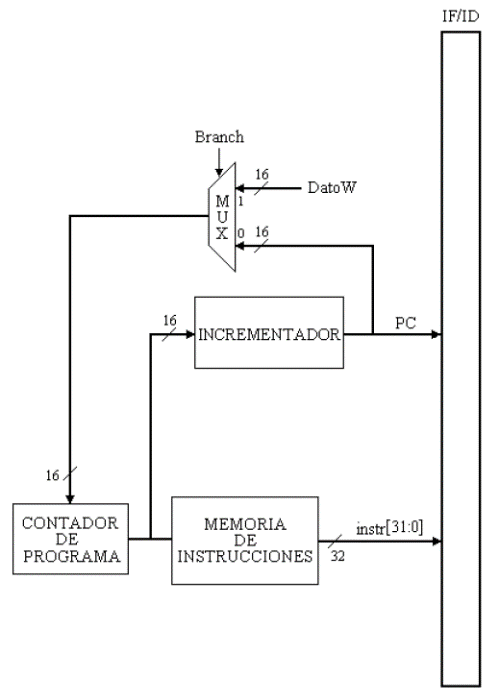 IF/ID
Branch
16
DatoW
M
U
X
1
0
16
16
INCREMENTADOR
PC
16
CONTADOR
DE
PROGRAMA
MEMORIA
DE
INSTRUCCIONES
instr[31:0]
32